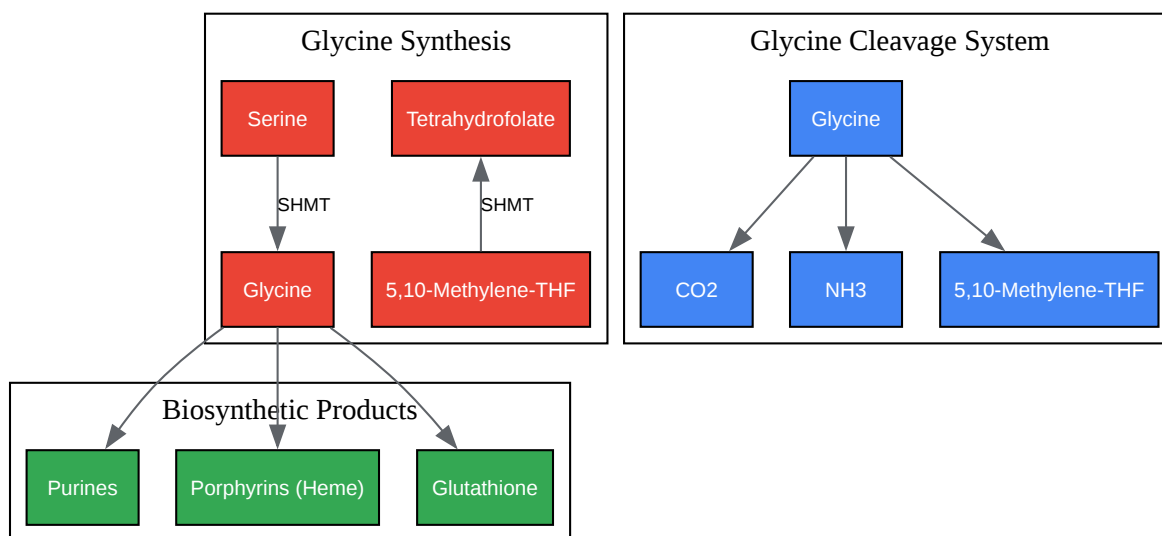 Glycine Synthesis
Glycine Cleavage System
Serine
Tetrahydrofolate
Glycine
SHMT
SHMT
Glycine
5,10-Methylene-THF
CO2
NH3
5,10-Methylene-THF
Biosynthetic Products
Purines
Porphyrins (Heme)
Glutathione